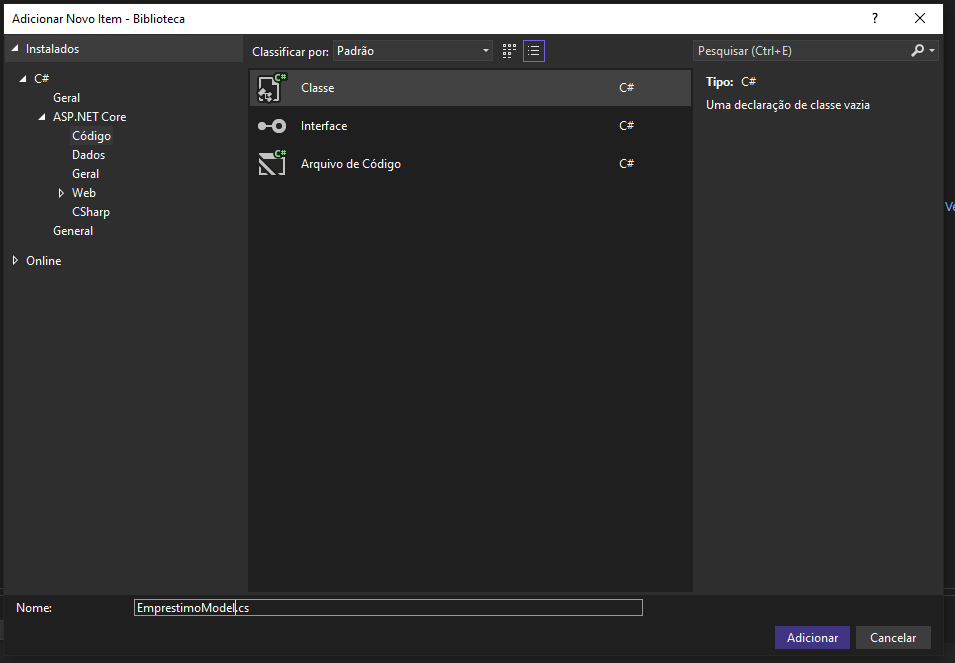 Adicionar Novo Item - Biblioteca
?
Instalados
Classificar por: Padrão
Pesquisar (Ctrl+E)
C#
Geral
ASP.NET Core
Código
Dados
Geral
Web
CSharp
General
Online
C# Classe C#
Interface C#
C# Arquivo de Código C#
Tipo: C#
Uma declaração de classe vazia
Ve
Nome: EmprestimoModel.cs
Adicionar Cancelar